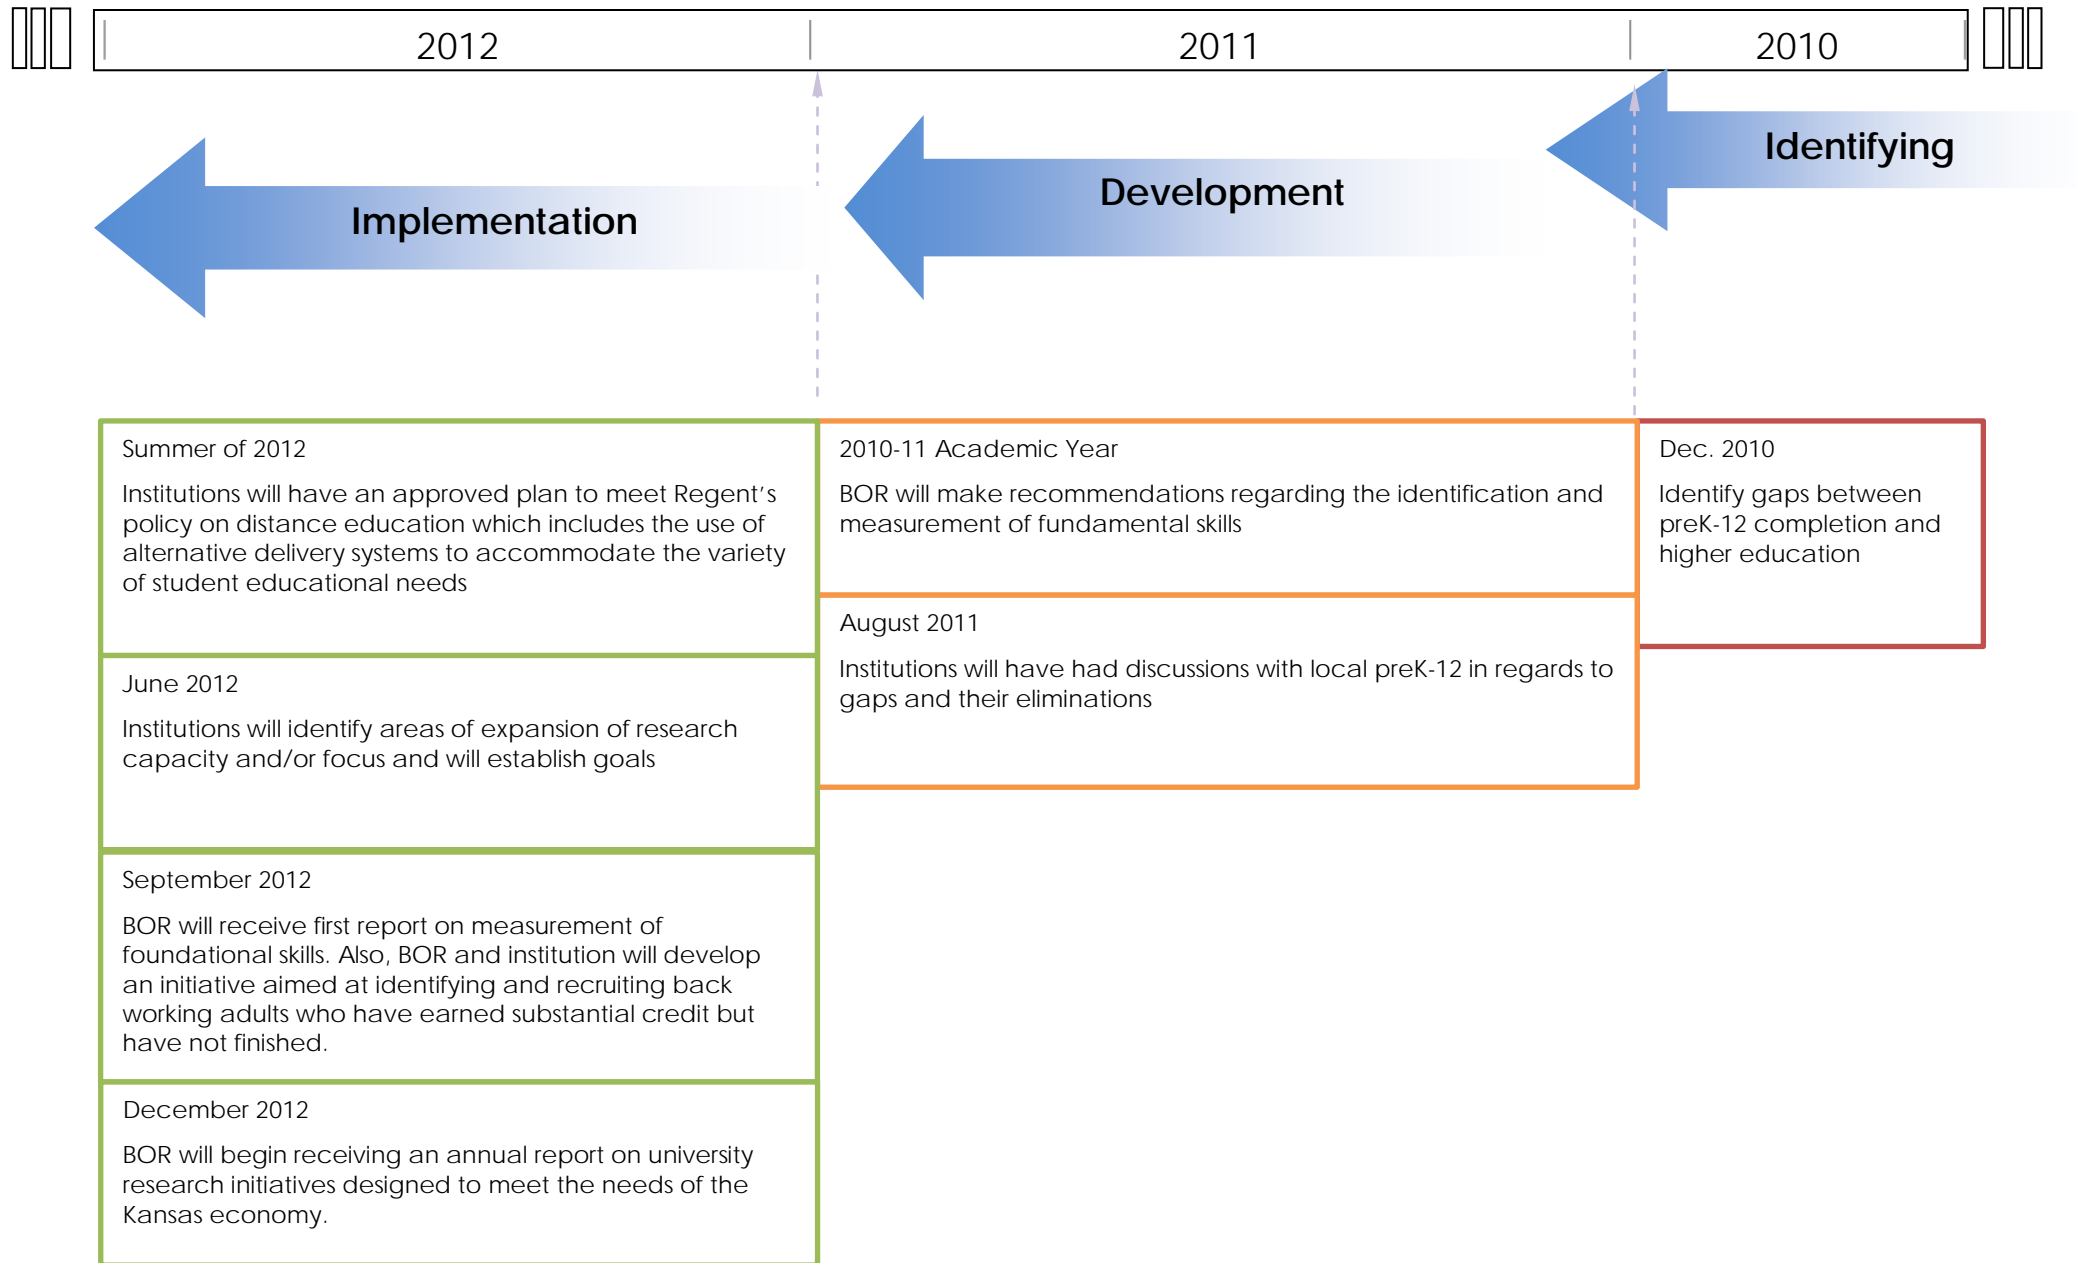 2012
2011
2010
Implementation
Development
Identifying
Summer of 2012
Institutions will have an approved plan to meet Regent's
policy on distance education which includes the use of
alternative delivery systems to accommodate the variety
of student educational needs
June 2012
Institutions will identify areas of expansion of research
capacity and/or focus and will establish goals
September 2012
BOR will receive first report on measurement of
foundational skills. Also, BOR and institution will develop
an initiative aimed at identifying and recruiting back
working adults who have earned substantial credit but
have not finished.
December 2012
BOR will begin receiving an annual report on university
research initiatives designed to meet the needs of the
Kansas economy.
2010-11 Academic Year
BOR will make recommendations regarding the identification and
measurement of fundamental skills
August 2011
Institutions will have had discussions with local preK-12 in regards to
gaps and their eliminations
Dec. 2010
Identify gaps between
preK-12 completion and
higher education